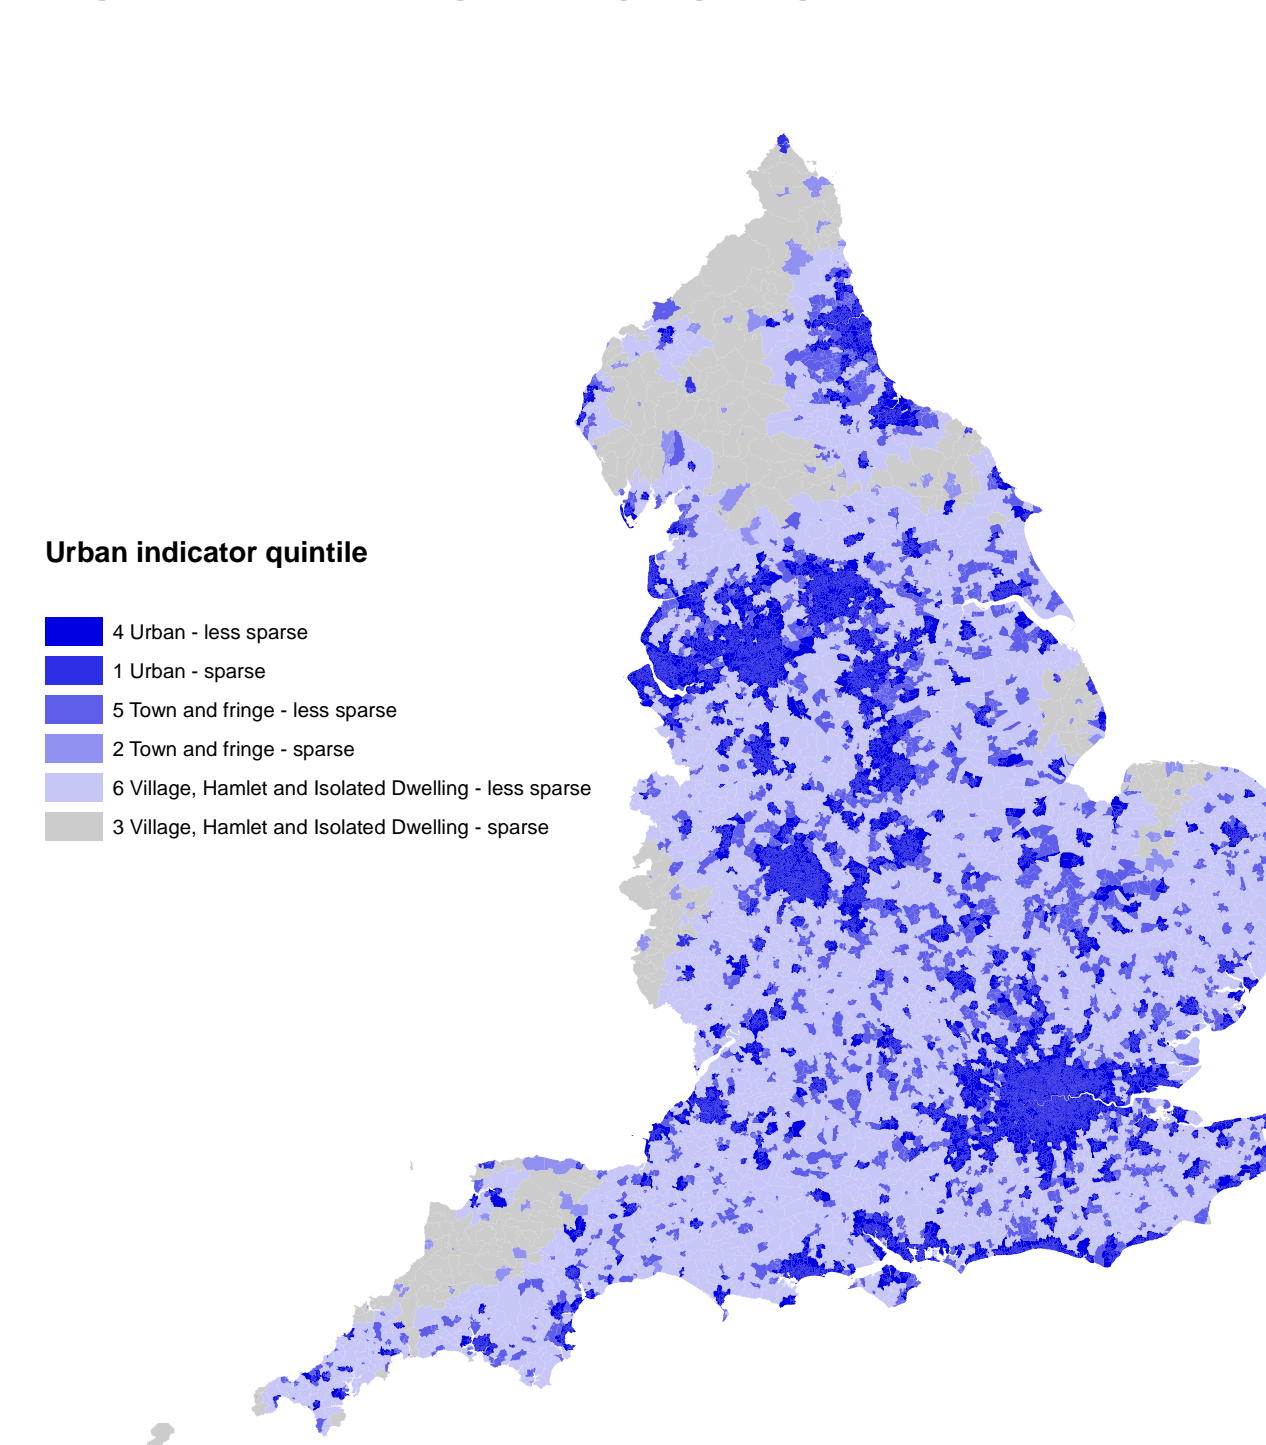 Urban indicator quintile
4 Urban - less sparse
1 Urban - sparse
5 Town and fringe - less sparse
2 Town and fringe - sparse
6 Village, Hamlet and Isolated Dwelling - less sparse
3 Village, Hamlet and Isolated Dwelling - sparse